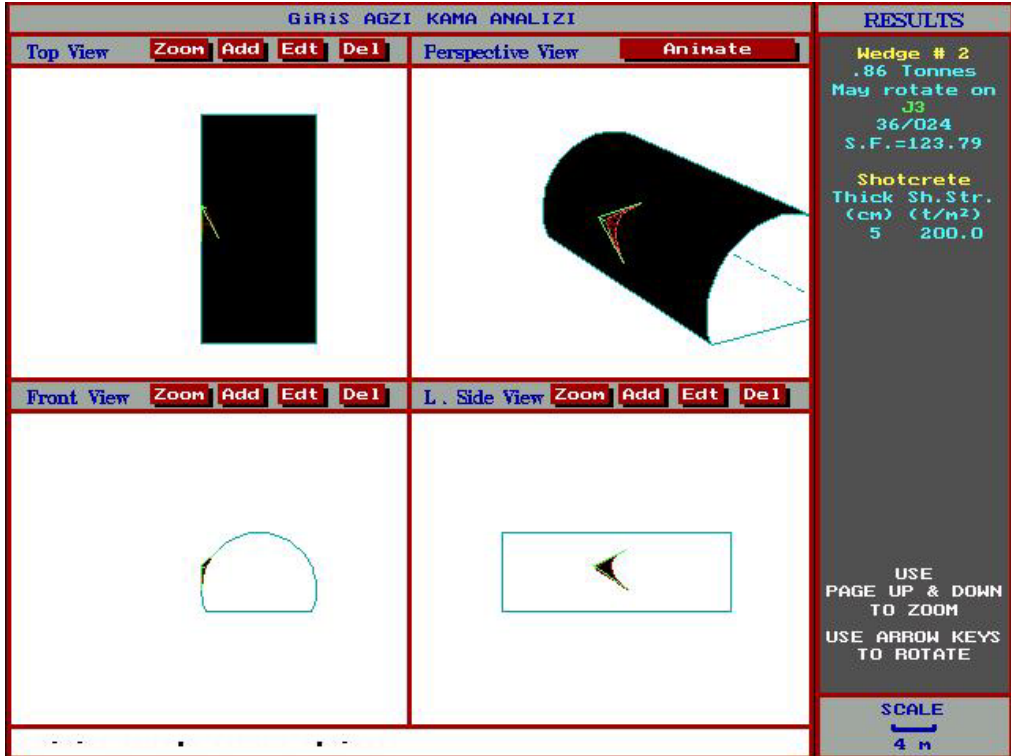 GiRiS AGZI KAMA ANALIZI
RESULTS
Top View Zoom Add Edt Del
Perspective View Animate
Wedge # 2
.86 Tonnes
May rotate on
J3
36/024
S.F.=123.79
Shotcrete
Thick Sh.Str.
(cm) (t/m²)
5 200.0
Front View Zoom Add Edt Del
L. Side View Zoom Add Edt Del
USE
PAGE UP & DOWN
TO ZOOM
USE ARROW KEYS
TO ROTATE
SCALE
4 m